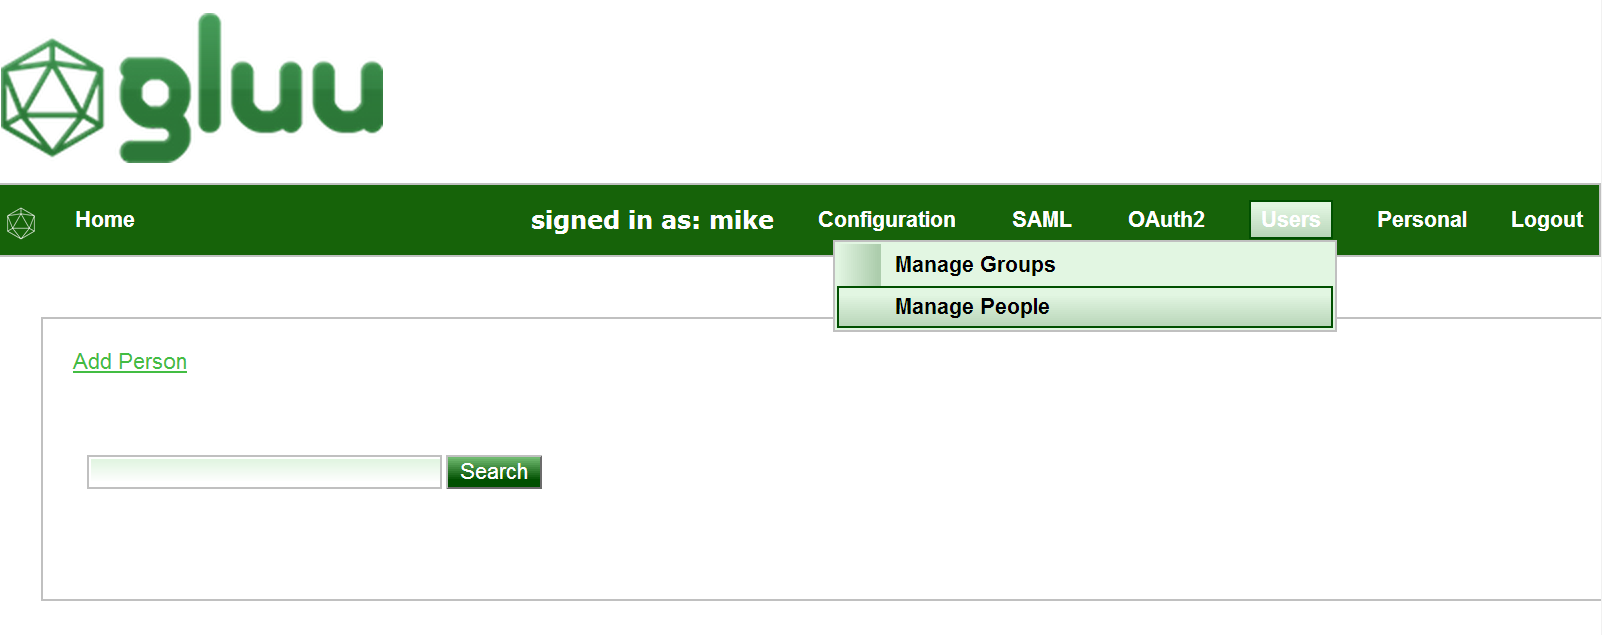 gluu
Home signed in as: mike Configuration SAML OAuth2 Users Personal Logout
Manage Groups
Manage People
Add Person
Search